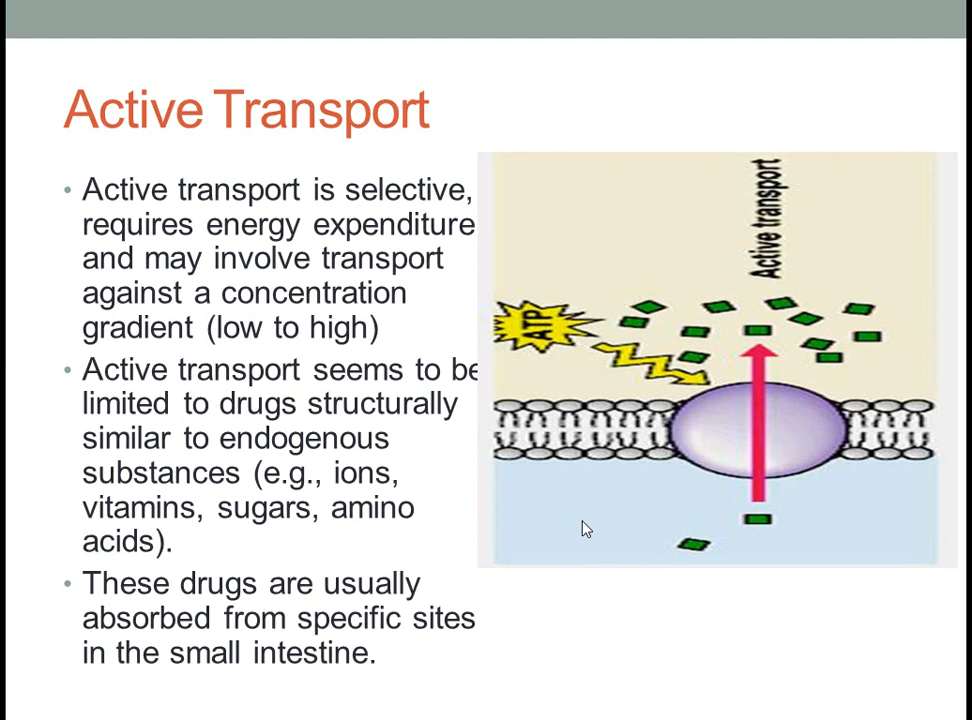 Active Transport
• Active transport is selective,
requires energy expenditure
and may involve transport
against a concentration
gradient (low to high)
• Active transport seems to be
limited to drugs structurally
similar to endogenous
substances (e.g., ions,
vitamins, sugars, amino
acids).
• These drugs are usually
absorbed from specific sites
in the small intestine.
Active transport
ATP